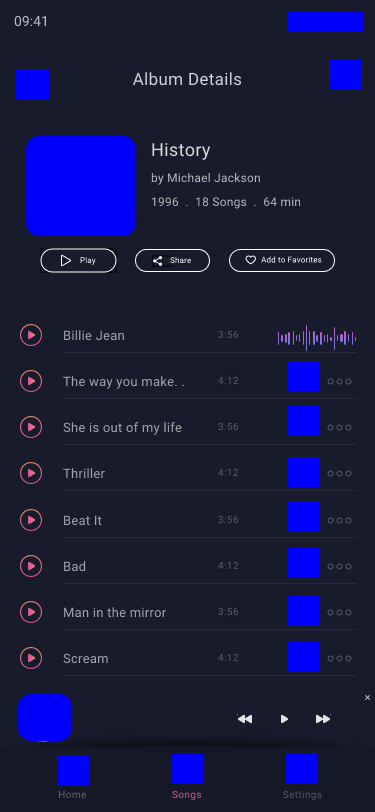 09:41
Album Details
History
by Michael Jackson
1996 . 18 Songs . 64 min
Play Share Add to Favorites
Billie Jean 3:56
The way you make. . 4:12
She is out of my life 3:56
Thriller 4:12
Beat It 3:56
Bad 4:12
Man in the mirror 3:56
Scream 4:12
Home Songs Settings